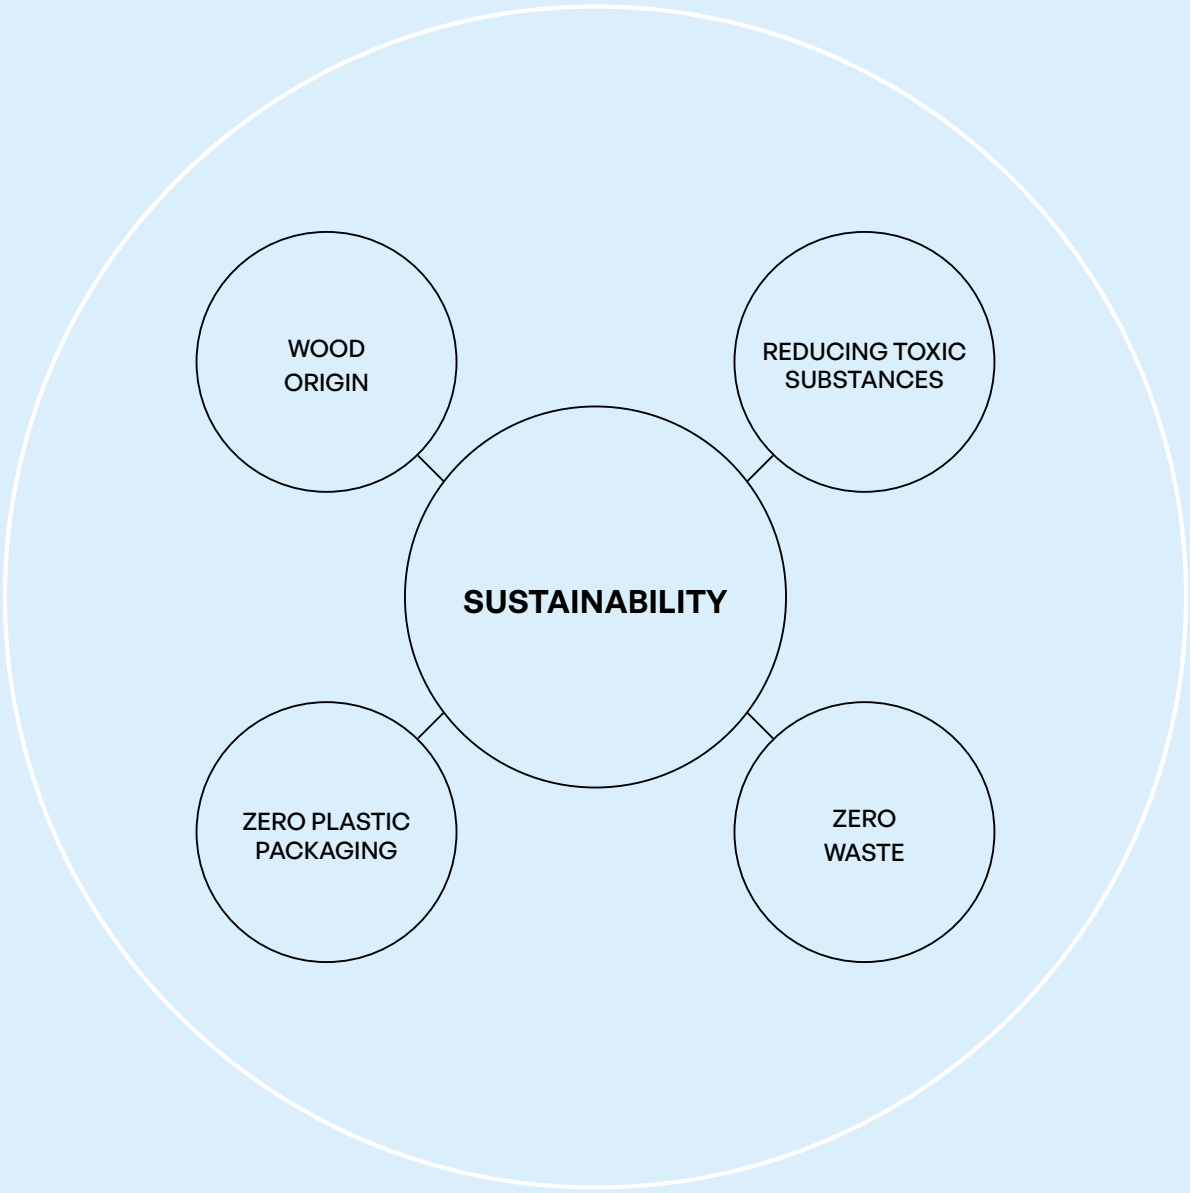 WOOD
ORIGIN
REDUCING TOXIC
SUBSTANCES
SUSTAINABILITY
ZERO PLASTIC
PACKAGING
ZERO
WASTE